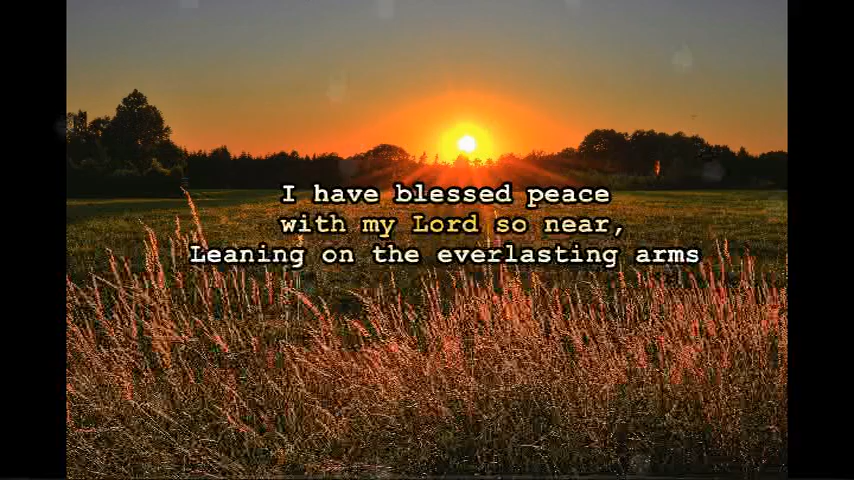 I have blessed peace
with my Lord so near,
Leaning on the everlasting arms